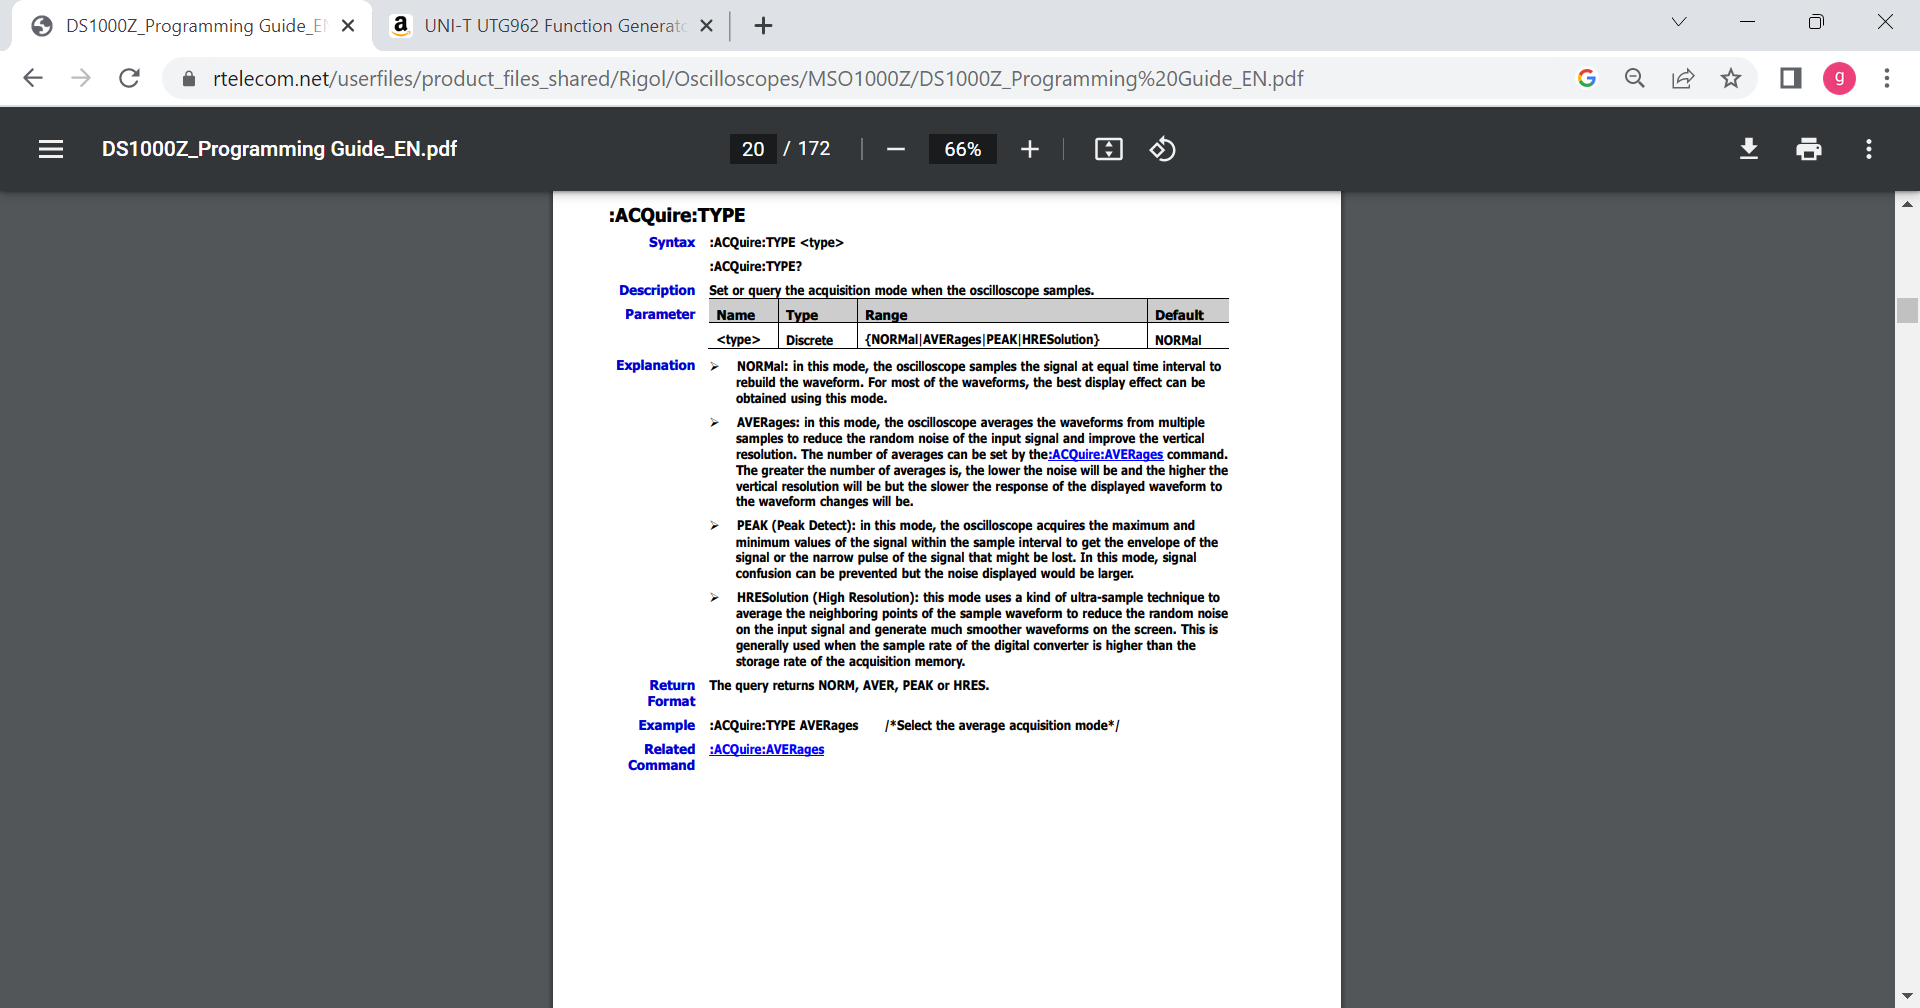 DS1000Z_Programming Guide_EN
UNI-T UTG962 Function Generato
rtelecom.net/userfiles/product_files_shared/Rigol/Oscilloscopes/MSO1000Z/DS1000Z_Programming%20Guide_EN.pdf
g
DS1000Z_Programming Guide_EN.pdf
20 / 172
66%
:ACQuire:TYPE
Syntax :ACQuire:TYPE <type>
:ACQuire:TYPE?
Description Set or query the acquisition mode when the oscilloscope samples.
Parameter Name Type Range Default
<type> Discrete {NORMal|AVERages|PEAK|HRESolution} NORMal
Explanation ➢ NORMal: in this mode, the oscilloscope samples the signal at equal time interval to
rebuild the waveform. For most of the waveforms, the best display effect can be
obtained using this mode.
➢ AVERages: in this mode, the oscilloscope averages the waveforms from multiple
samples to reduce the random noise of the input signal and improve the vertical
resolution. The number of averages can be set by the:ACQuire:AVERages command.
The greater the number of averages is, the lower the noise will be and the higher the
vertical resolution will be but the slower the response of the displayed waveform to
the waveform changes will be.
➢ PEAK (Peak Detect): in this mode, the oscilloscope acquires the maximum and
minimum values of the signal within the sample interval to get the envelope of the
signal or the narrow pulse of the signal that might be lost. In this mode, signal
confusion can be prevented but the noise displayed would be larger.
➢ HRESolution (High Resolution): this mode uses a kind of ultra-sample technique to
average the neighboring points of the sample waveform to reduce the random noise
on the input signal and generate much smoother waveforms on the screen. This is
generally used when the sample rate of the digital converter is higher than the
storage rate of the acquisition memory.
Return The query returns NORM, AVER, PEAK or HRES.
Format
Example :ACQuire:TYPE AVERages /*Select the average acquisition mode*/
Related :ACQuire:AVERages
Command